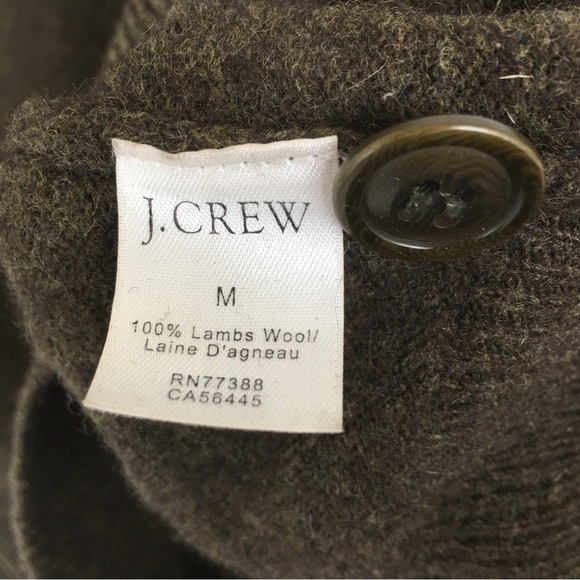 J.CREW
M
100% Lambs Wool/
Laine D'agneau
RN77388
CA56445